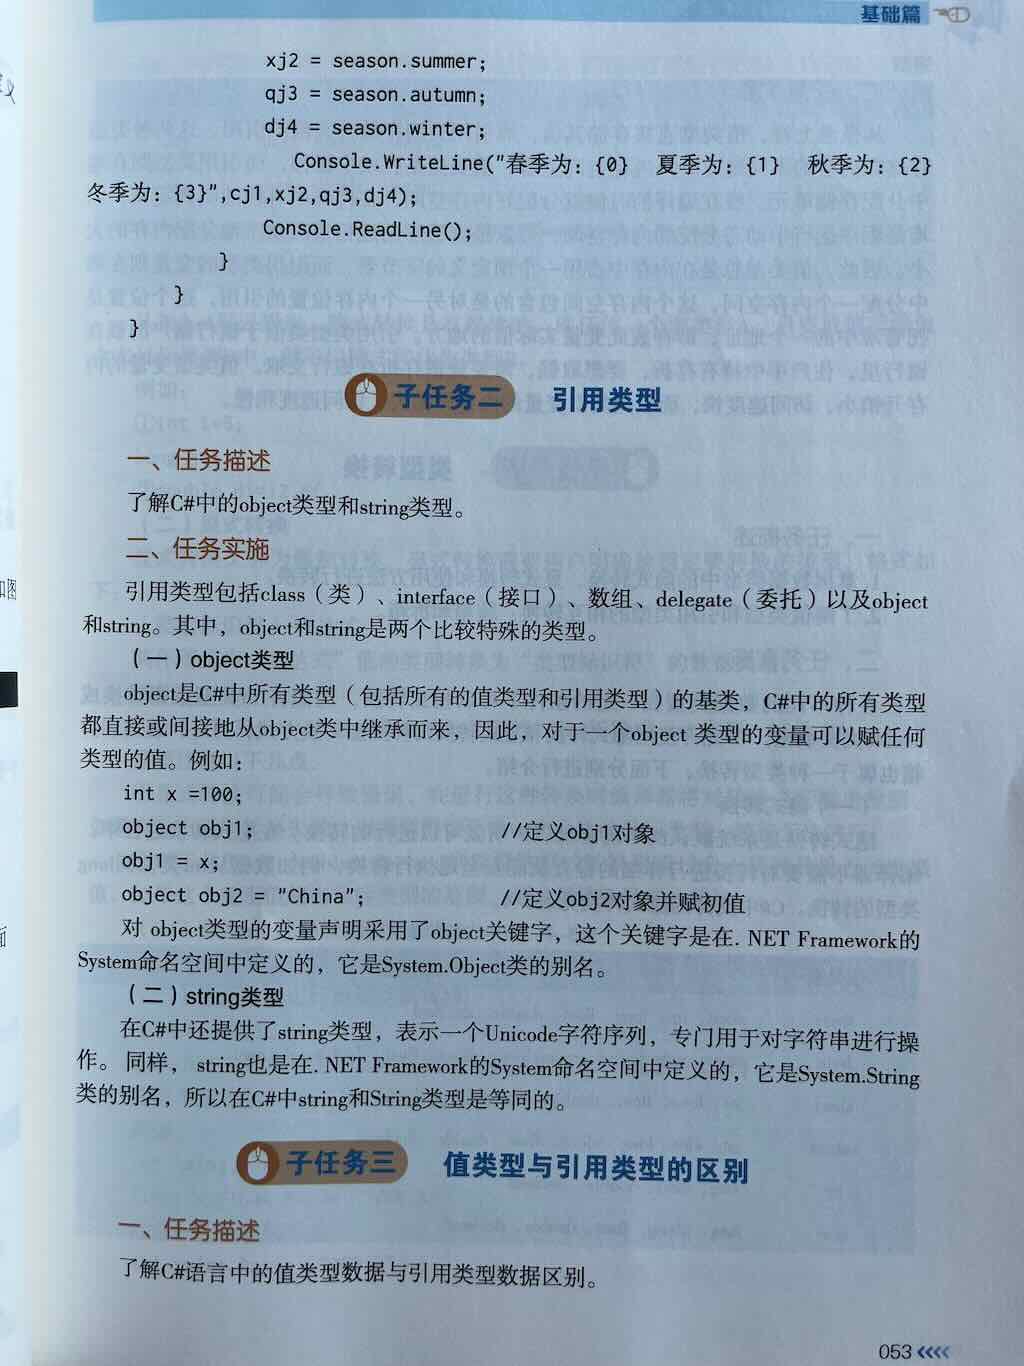 基础篇
xj2 = season.summer;
qj3 = season.autumn;
dj4 = season.winter;
Console.WriteLine("春季为: {0} 夏季为: {1} 秋季为: {2}
冬季为: {3}",cj1,xj2,qj3,dj4);
Console.ReadLine();
}
}
}
子任务二 引用类型
一、任务描述
了解C#中的object类型和string类型。
二、任务实施
引用类型包括class（类）、interface（接口）、数组、delegate（委托）以及object
和string。其中，object和string是两个比较特殊的类型。
（一）object类型
object是C#中所有类型（包括所有的值类型和引用类型）的基类，C#中的所有类型
都直接或间接地从object类中继承而来，因此，对于一个object 类型的变量可以赋任何
类型的值。例如：
int x =100;
object obj1; //定义obj1对象
obj1 = x;
object obj2 = "China"; //定义obj2对象并赋初值
对 object类型的变量声明采用了object关键字，这个关键字是在. NET Framework的
System命名空间中定义的，它是System.Object类的别名。
（二）string类型
在C#中还提供了string类型，表示一个Unicode字符序列，专门用于对字符串进行操
作。 同样， string也是在. NET Framework的System命名空间中定义的，它是System.String
类的别名，所以在C#中string和String类型是等同的。
子任务三 值类型与引用类型的区别
一、任务描述
了解C#语言中的值类型数据与引用类型数据区别。
053